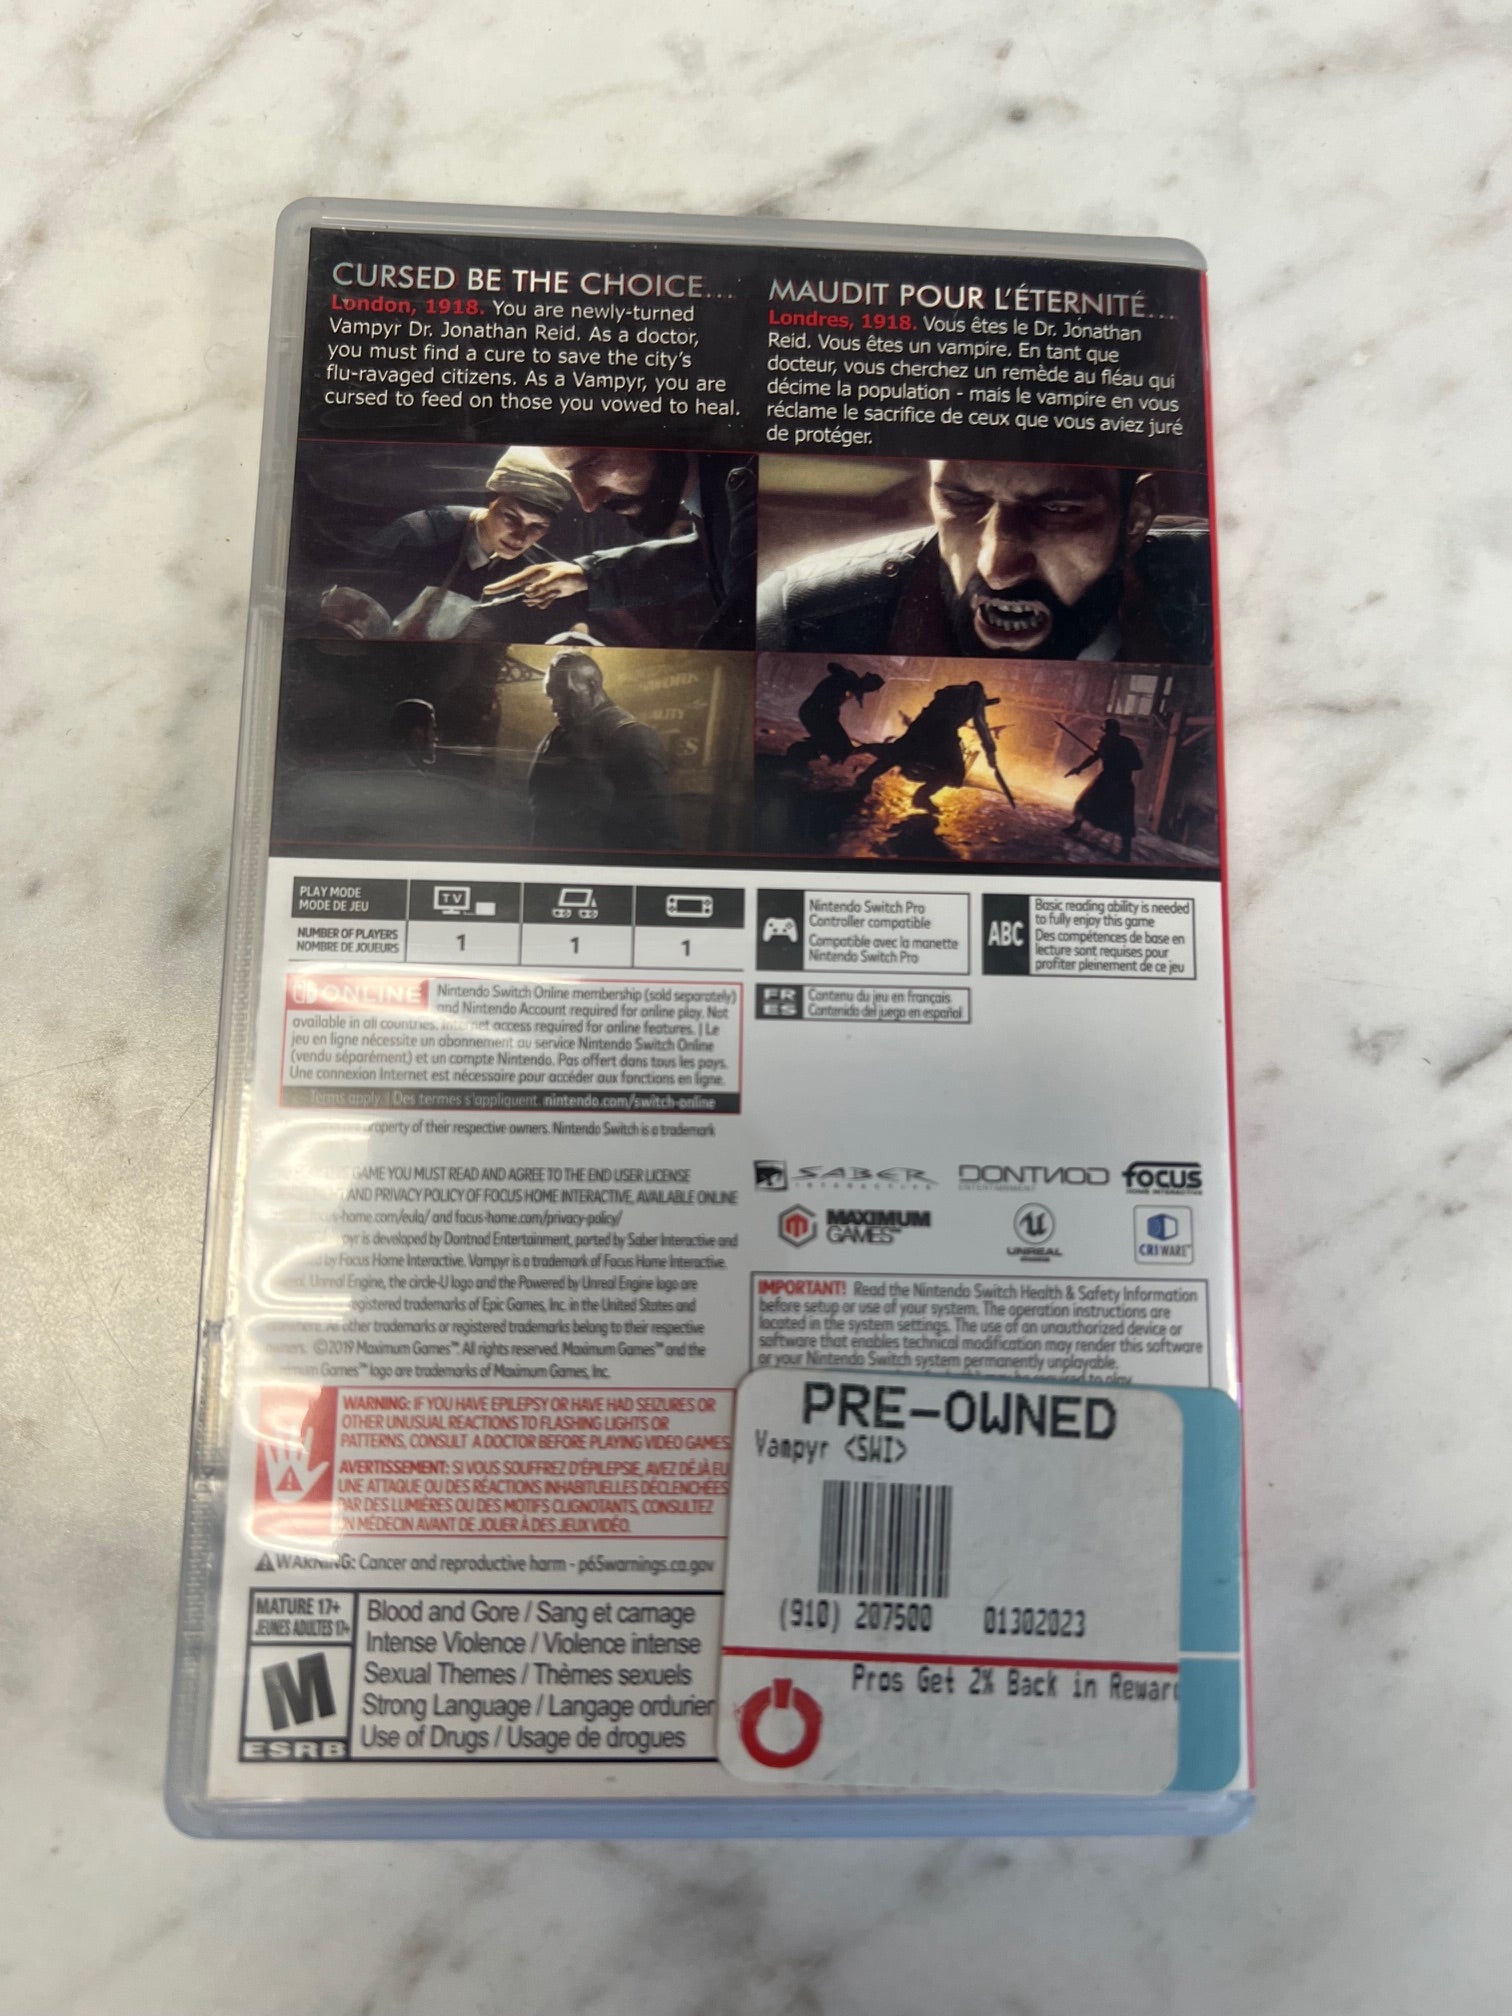 CURSED BE THE CHOICE...
London, 1918. You are newly-turned
Vampyr Dr. Jonathan Reid. As a doctor,
you must find a cure to save the city's
flu-ravaged citizens. As a Vampyr, you are
cursed to feed on those you vowed to heal.
MAUDIT POUR L'ÉTERNITÉ...
Londres, 1918. Vous êtes le Dr. Jonathan
Reid. Vous êtes un vampire. En tant que
docteur, vous cherchez un remède au fléau qui
décime la population - mais le vampire en vous
réclame le sacrifice de ceux que vous aviez juré
de protéger.
PLAY MODE
MODE DE JEU
TV
NUMBER OF PLAYERS
NOMBRE DE JOUEURS
1
1
1
Nintendo Switch Pro
Controller compatible
Compatible avec la manette
Nintendo Switch Pro
ABC
Basic reading ability is needed
to fully enjoy this game
Des compétences de base en
lecture sont requises pour
profiter pleinement de ce jeu
FR
ES
Contenu du jeu en français
Contenido del juego en español
ONLINE
Nintendo Switch Online membership (sold separately)
and Nintendo Account required for online play. Not
available in all countries. Internet access required for online features. | Le
jeu en ligne nécessite un abonnement au service Nintendo Switch Online
(vendu séparément) et un compte Nintendo. Pas offert dans tous les pays.
Une connexion Internet est nécessaire pour accéder aux fonctions en ligne.
Terms apply. | Des termes s'appliquent. nintendo.com/switch-online
property of their respective owners. Nintendo Switch is a trademark
GAME YOU MUST READ AND AGREE TO THE END USER LICENSE
AND PRIVACY POLICY OF FOCUS HOME INTERACTIVE, AVAILABLE ONLINE
-home.com/eula/ and focus-home.com/privacy-policy/
is developed by Dontnod Entertainment, ported by Saber Interactive and
by Focus Home Interactive. Vampyr is a trademark of Focus Home Interactive.
Unreal Engine, the circle-U logo and the Powered by Unreal Engine logo are
registered trademarks of Epic Games, Inc. in the United States and
All other trademarks or registered trademarks belong to their respective
owners. ©2019 Maximum Games™ All rights reserved. Maximum Games™ and the
Games™ logo are trademarks of Maximum Games, Inc.
SABER
INTERACTIVE
DONTNOD
ENTERTAINMENT
focus
HOME INTERACTIVE
MAXIMUM
GAMES™
UNREAL
ENGINE
CRIWARE™
IMPORTANT! Read the Nintendo Switch Health & Safety Information
before setup or use of your system. The operation instructions are
located in the system settings. The use of an unauthorized device or
software that enables technical modification may render this software
or your Nintendo Switch system permanently unplayable.
WARNING: IF YOU HAVE EPILEPSY OR HAVE HAD SEIZURES OR
OTHER UNUSUAL REACTIONS TO FLASHING LIGHTS OR
PATTERNS, CONSULT A DOCTOR BEFORE PLAYING VIDEO GAMES
AVERTISSEMENT: SI VOUS SOUFFREZ D'ÉPILEPSIE, AVEZ DÉJÀ EU
UNE ATTAQUE OU DES RÉACTIONS INHABITUELLES DÉCLENCHÉES
PAR DES LUMIÈRES OU DES MOTIFS CLIGNOTANTS, CONSULTEZ
UN MÉDECIN AVANT DE JOUER À DES JEUX VIDÉO.
WARNING: Cancer and reproductive harm - p65warnings.ca.gov
MATURE 17+
JEUNES ADULTES 17+
M
ESRB
Blood and Gore / Sang et carnage
Intense Violence / Violence intense
Sexual Themes / Thèmes sexuels
Strong Language / Langage ordurier
Use of Drugs / Usage de drogues
PRE-OWNED
Vampyr <SWI>
(910) 207500 01302023
Pros Get 2% Back in Rewar